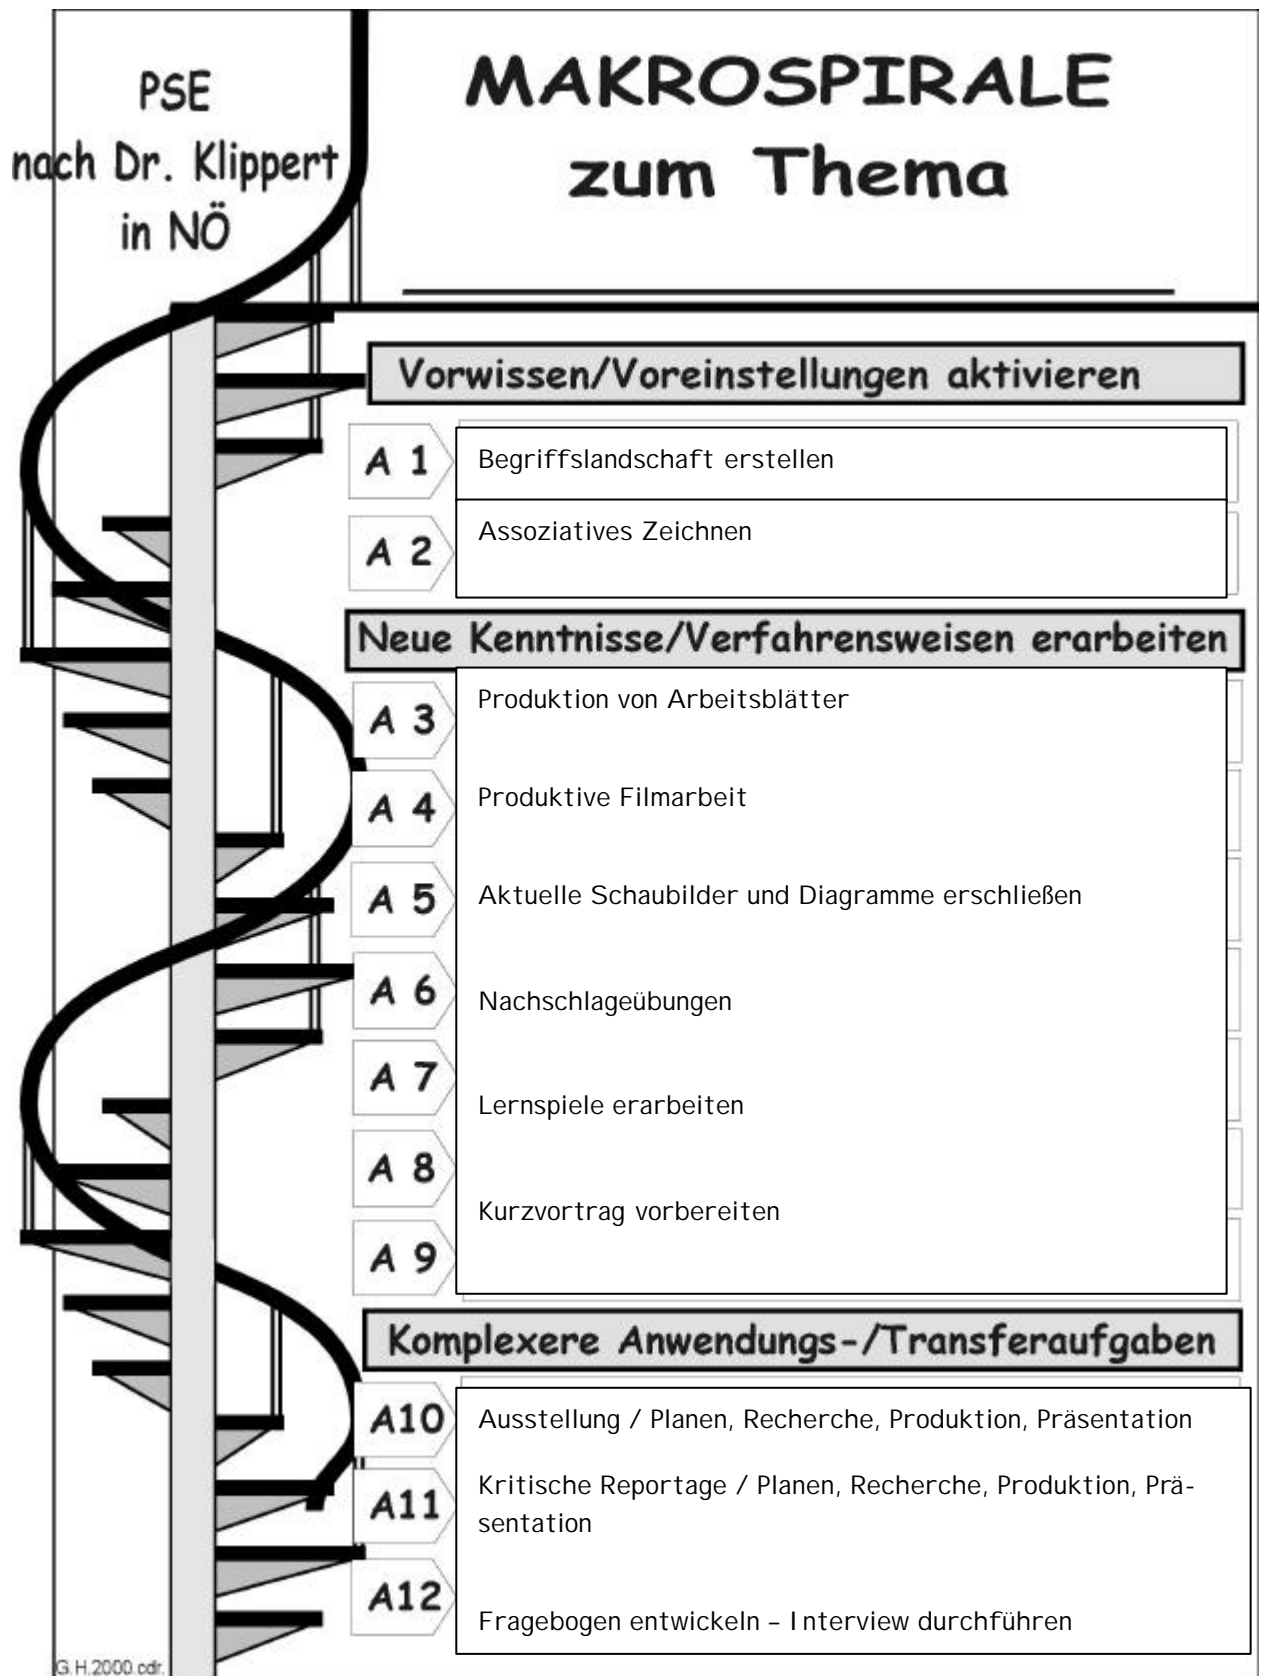 PSE
nach Dr. Klippert
in NÖ
MAKROSPIRALE
zum Thema
Vorwissen/Voreinstellungen aktivieren
A 1
Begriffslandschaft erstellen
A 2
Assoziatives Zeichnen
Neue Kenntnisse/Verfahrensweisen erarbeiten
A 3
Produktion von Arbeitsblätter
A 4
Produktive Filmarbeit
A 5
Aktuelle Schaubilder und Diagramme erschließen
A 6
Nachschlageübungen
A 7
Lernspiele erarbeiten
A 8
Kurzvortrag vorbereiten
A 9
Komplexere Anwendungs-/Transferaufgaben
A10
Ausstellung / Planen, Recherche, Produktion, Präsentation
A11
Kritische Reportage / Planen, Recherche, Produktion, Prä-
sentation
A12
Fragebogen entwickeln – Interview durchführen
G.H.2000.cdr.